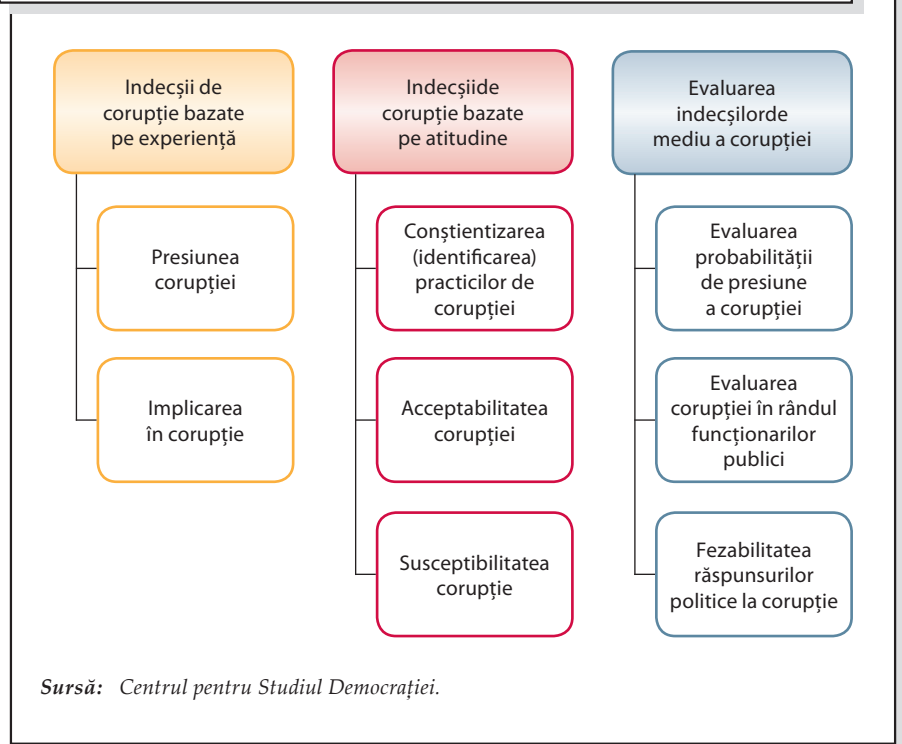 Indecșii de
corupție bazate
pe experiență
Presiunea
corupției
Implicarea
în corupție
Indecșiide
corupție bazate
pe atitudine
Conștientizarea
(identificarea)
practicilor de
corupției
Acceptabilitatea
corupției
Susceptibilitatea
corupție
Evaluarea
indecșilorde
mediu a corupției
Evaluarea
probabilității
de presiune
a corupției
Evaluarea
corupției în rândul
funcționarilor
publici
Fezabilitatea
răspunsurilor
politice la corupție
Sursă: Centrul pentru Studiul Democrației.